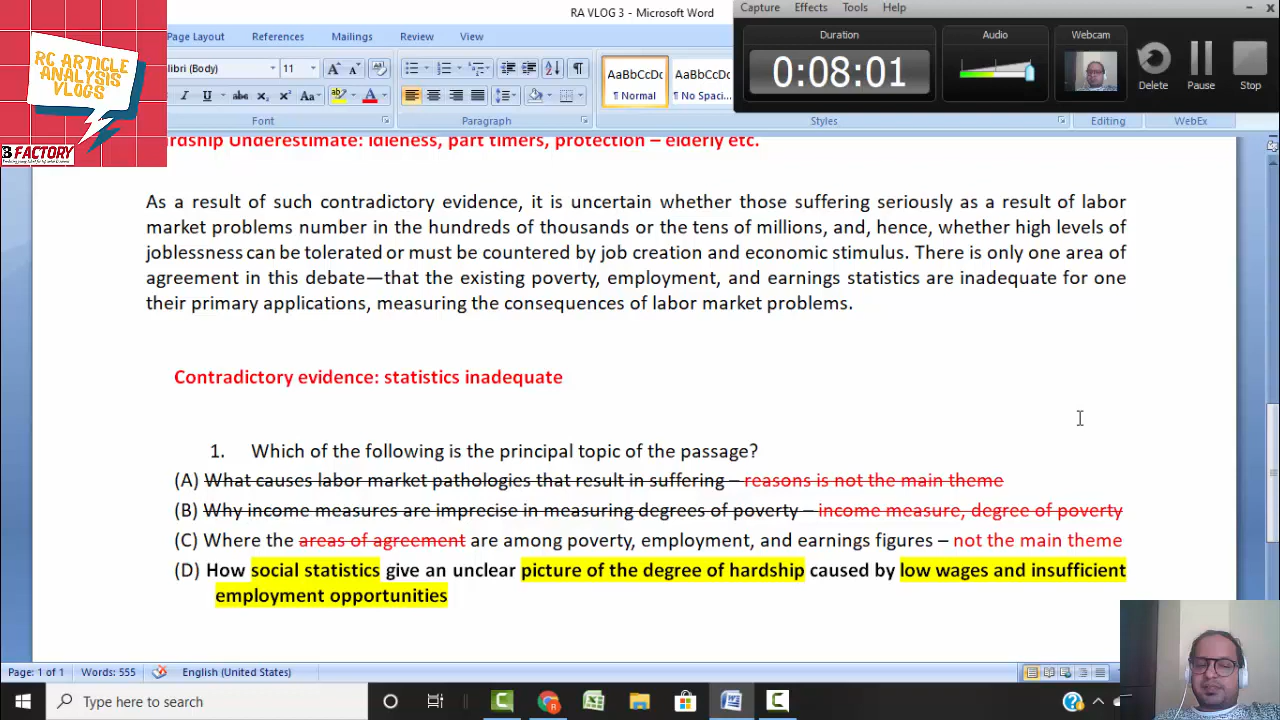 RA VLOG 3 - Microsoft Word
Capture Effects Tools Help
RC ARTICLE
ANALYSIS
VLOGS
B FACTORY
Page Layout References Mailings Review View
Duration Audio Webcam
0:08:01
Delete Pause Stop
libri (Body) 11
AaBbCcDc AaBbCcDc
¶ Normal ¶ No Spaci...
Font Paragraph Styles Editing WebEx
rdship Underestimate: idleness, part timers, protection – elderly etc.
As a result of such contradictory evidence, it is uncertain whether those suffering seriously as a result of labor
market problems number in the hundreds of thousands or the tens of millions, and, hence, whether high levels of
joblessness can be tolerated or must be countered by job creation and economic stimulus. There is only one area of
agreement in this debate—that the existing poverty, employment, and earnings statistics are inadequate for one
their primary applications, measuring the consequences of labor market problems.
Contradictory evidence: statistics inadequate
1. Which of the following is the principal topic of the passage?
(A) What causes labor market pathologies that result in suffering – reasons is not the main theme
(B) Why income measures are imprecise in measuring degrees of poverty – income measure, degree of poverty
(C) Where the areas of agreement are among poverty, employment, and earnings figures – not the main theme
(D) How social statistics give an unclear picture of the degree of hardship caused by low wages and insufficient
employment opportunities
Page: 1 of 1 Words: 555 English (United States)
Type here to search